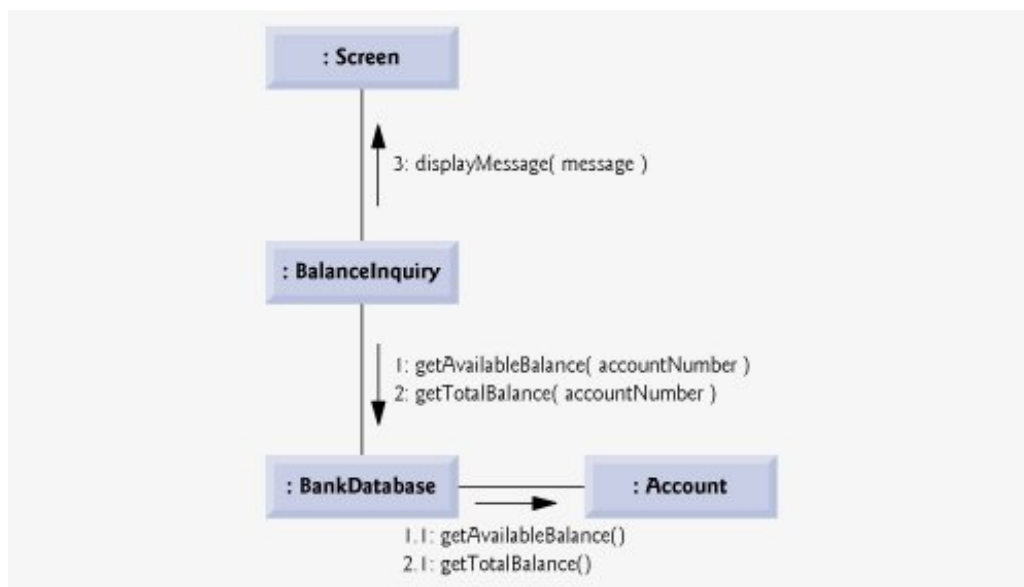 : Screen
3: displayMessage( message )
: BalanceInquiry
1: getAvailableBalance( accountNumber )
2: getTotalBalance( accountNumber )
: BankDatabase
: Account
1.1: getAvailableBalance()
2.1: getTotalBalance()